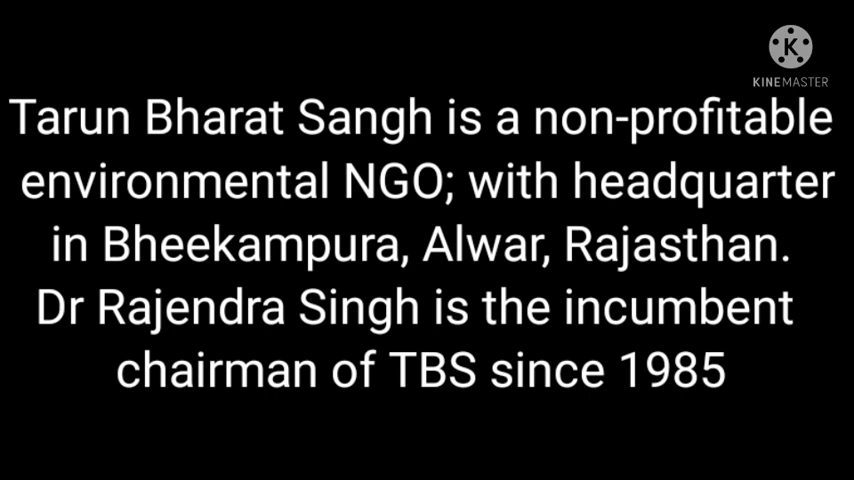 K
KINEMASTER
Tarun Bharat Sangh is a non-profitable
environmental NGO; with headquarter
in Bheekampura, Alwar, Rajasthan.
Dr Rajendra Singh is the incumbent
chairman of TBS since 1985